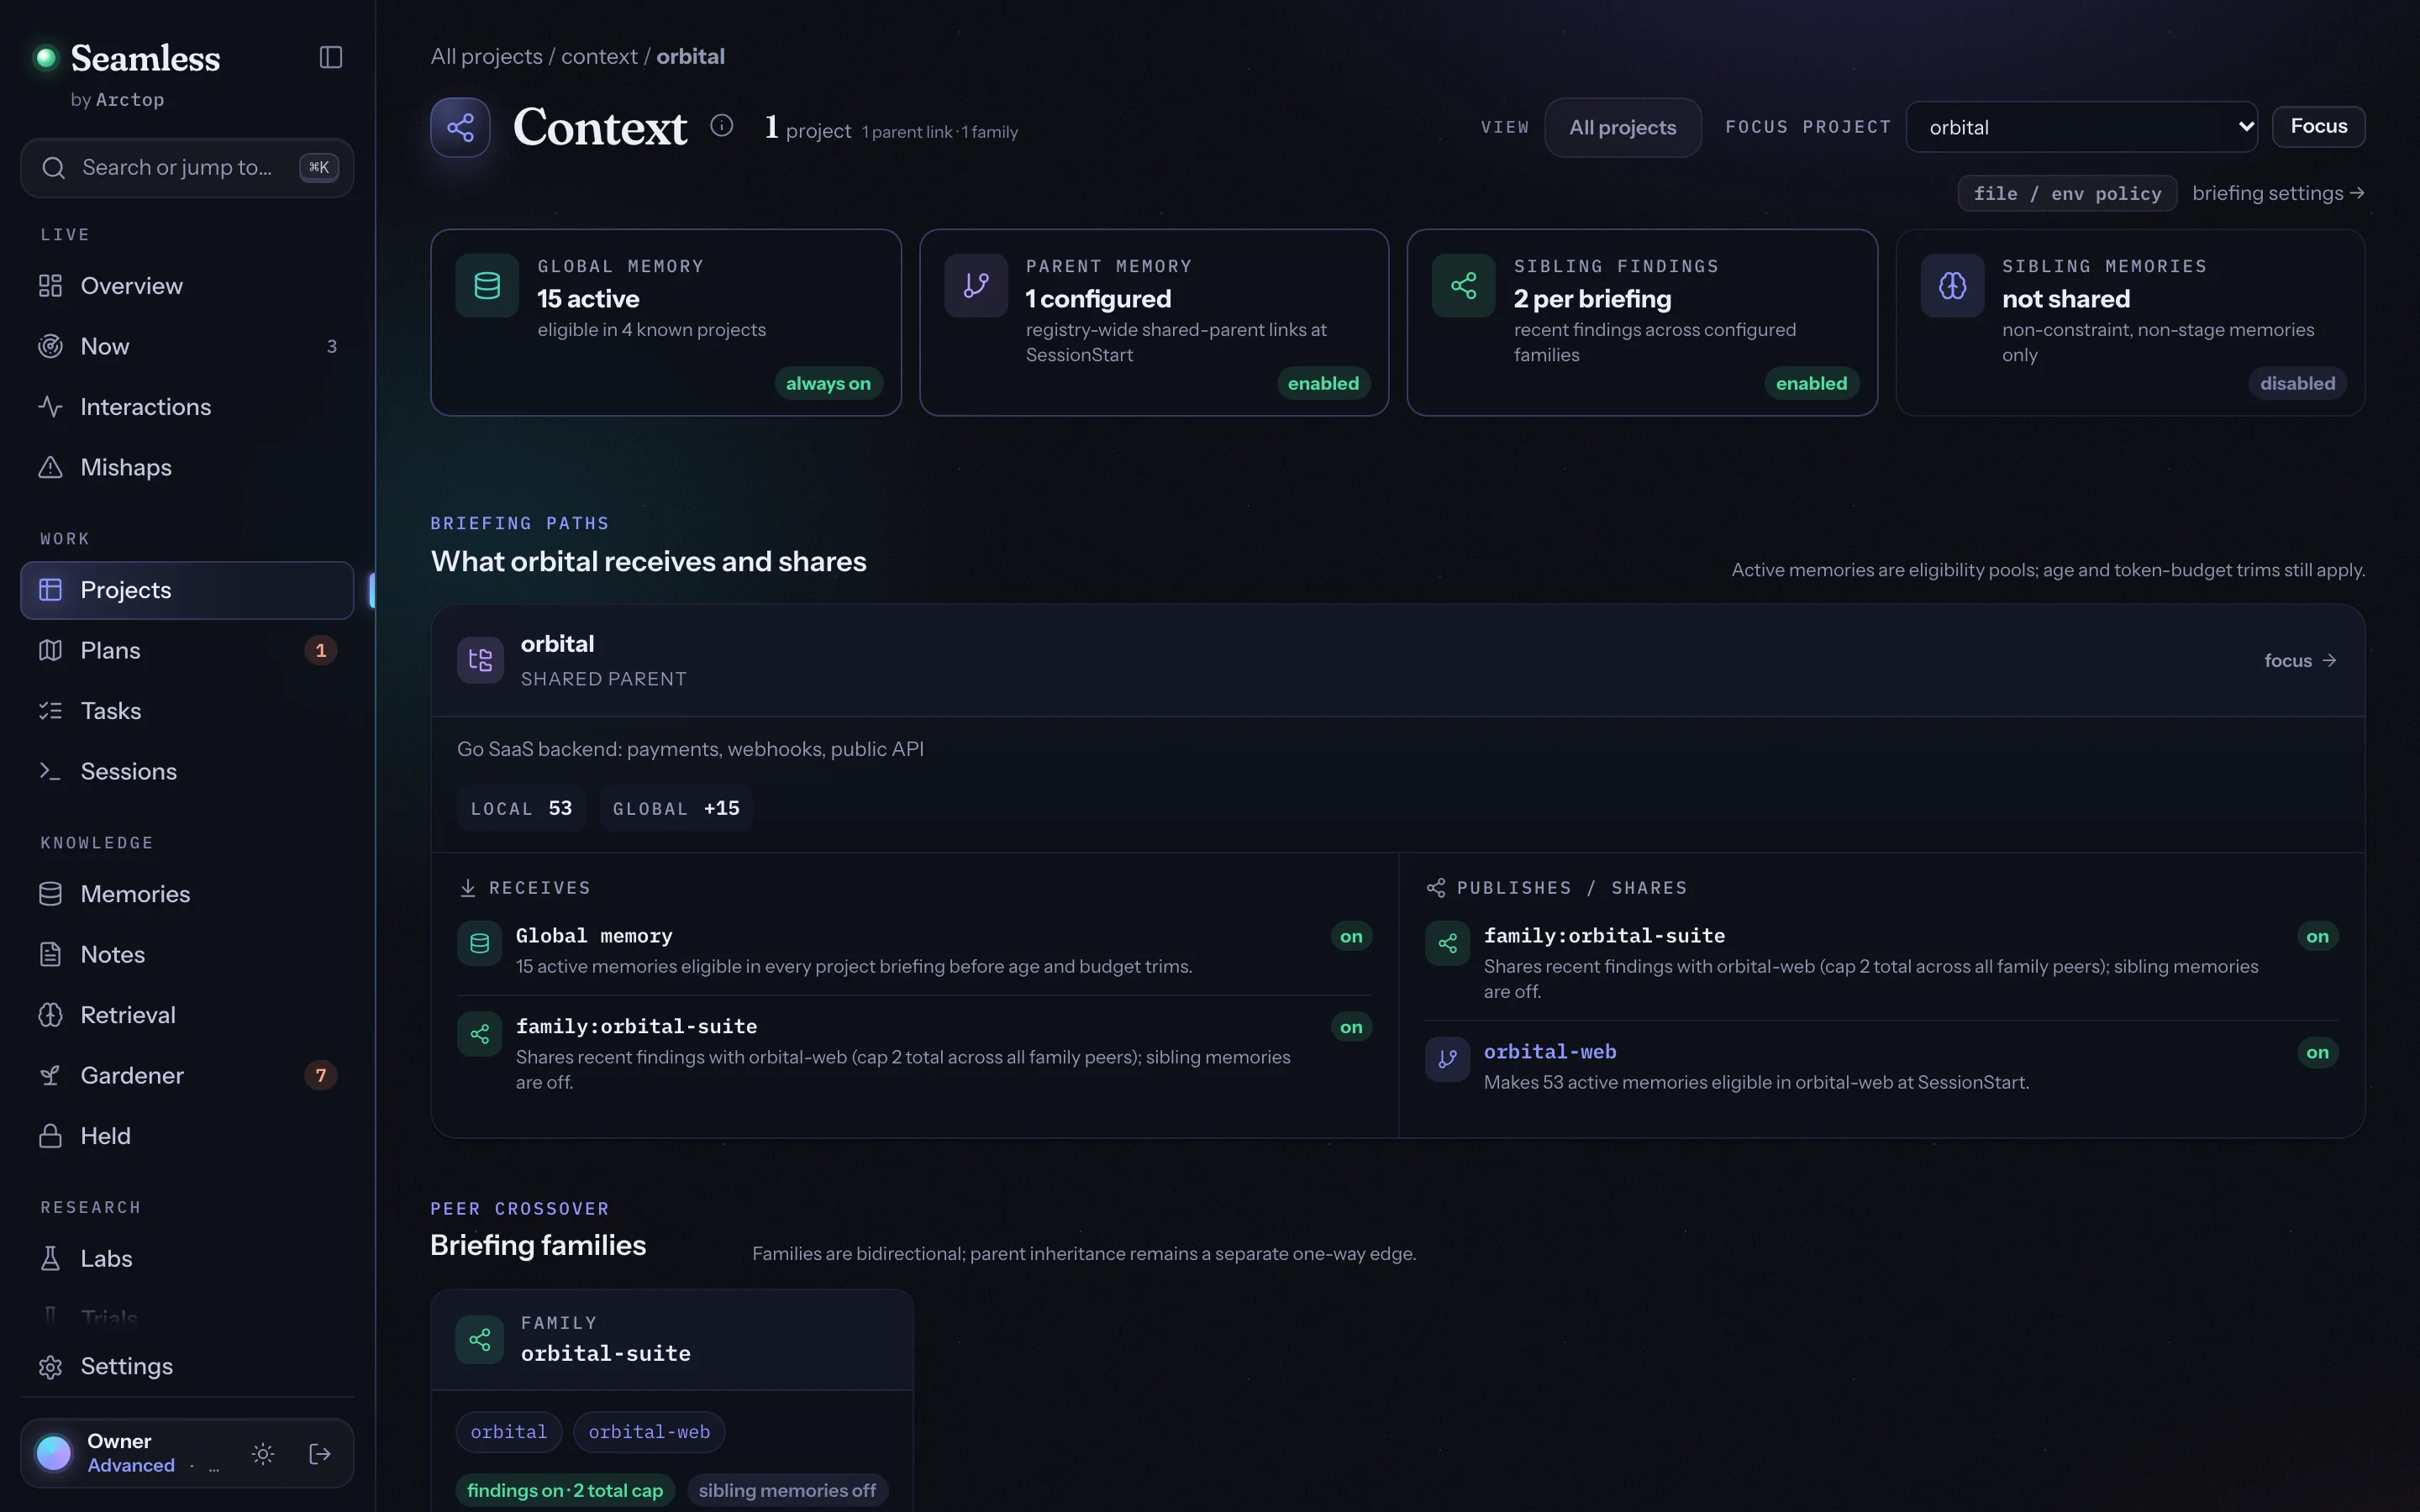 Seamless
by Arctop
Search or jump to...
⌘K
LIVE
Overview
Now
3
Interactions
Mishaps
WORK
Projects
Plans
1
Tasks
Sessions
KNOWLEDGE
Memories
Notes
Retrieval
Gardener
7
Held
RESEARCH
Labs
Trials
Settings
Owner
Advanced · ...
All projects / context / orbital
Context
1 project 1 parent link · 1 family
VIEW
All projects
FOCUS PROJECT
orbital
Focus
file / env policy
briefing settings →
GLOBAL MEMORY
15 active
eligible in 4 known projects
always on
PARENT MEMORY
1 configured
registry-wide shared-parent links at
SessionStart
enabled
SIBLING FINDINGS
2 per briefing
recent findings across configured
families
enabled
SIBLING MEMORIES
not shared
non-constraint, non-stage memories
only
disabled
BRIEFING PATHS
What orbital receives and shares
Active memories are eligibility pools; age and token-budget trims still apply.
orbital
SHARED PARENT
focus →
Go SaaS backend: payments, webhooks, public API
LOCAL 53
GLOBAL +15
RECEIVES
Global memory
on
15 active memories eligible in every project briefing before age and budget trims.
family:orbital-suite
on
Shares recent findings with orbital-web (cap 2 total across all family peers); sibling memories
are off.
PUBLISHES / SHARES
family:orbital-suite
on
Shares recent findings with orbital-web (cap 2 total across all family peers); sibling memories
are off.
orbital-web
on
Makes 53 active memories eligible in orbital-web at SessionStart.
PEER CROSSOVER
Briefing families
Families are bidirectional; parent inheritance remains a separate one-way edge.
FAMILY
orbital-suite
orbital
orbital-web
findings on · 2 total cap
sibling memories off